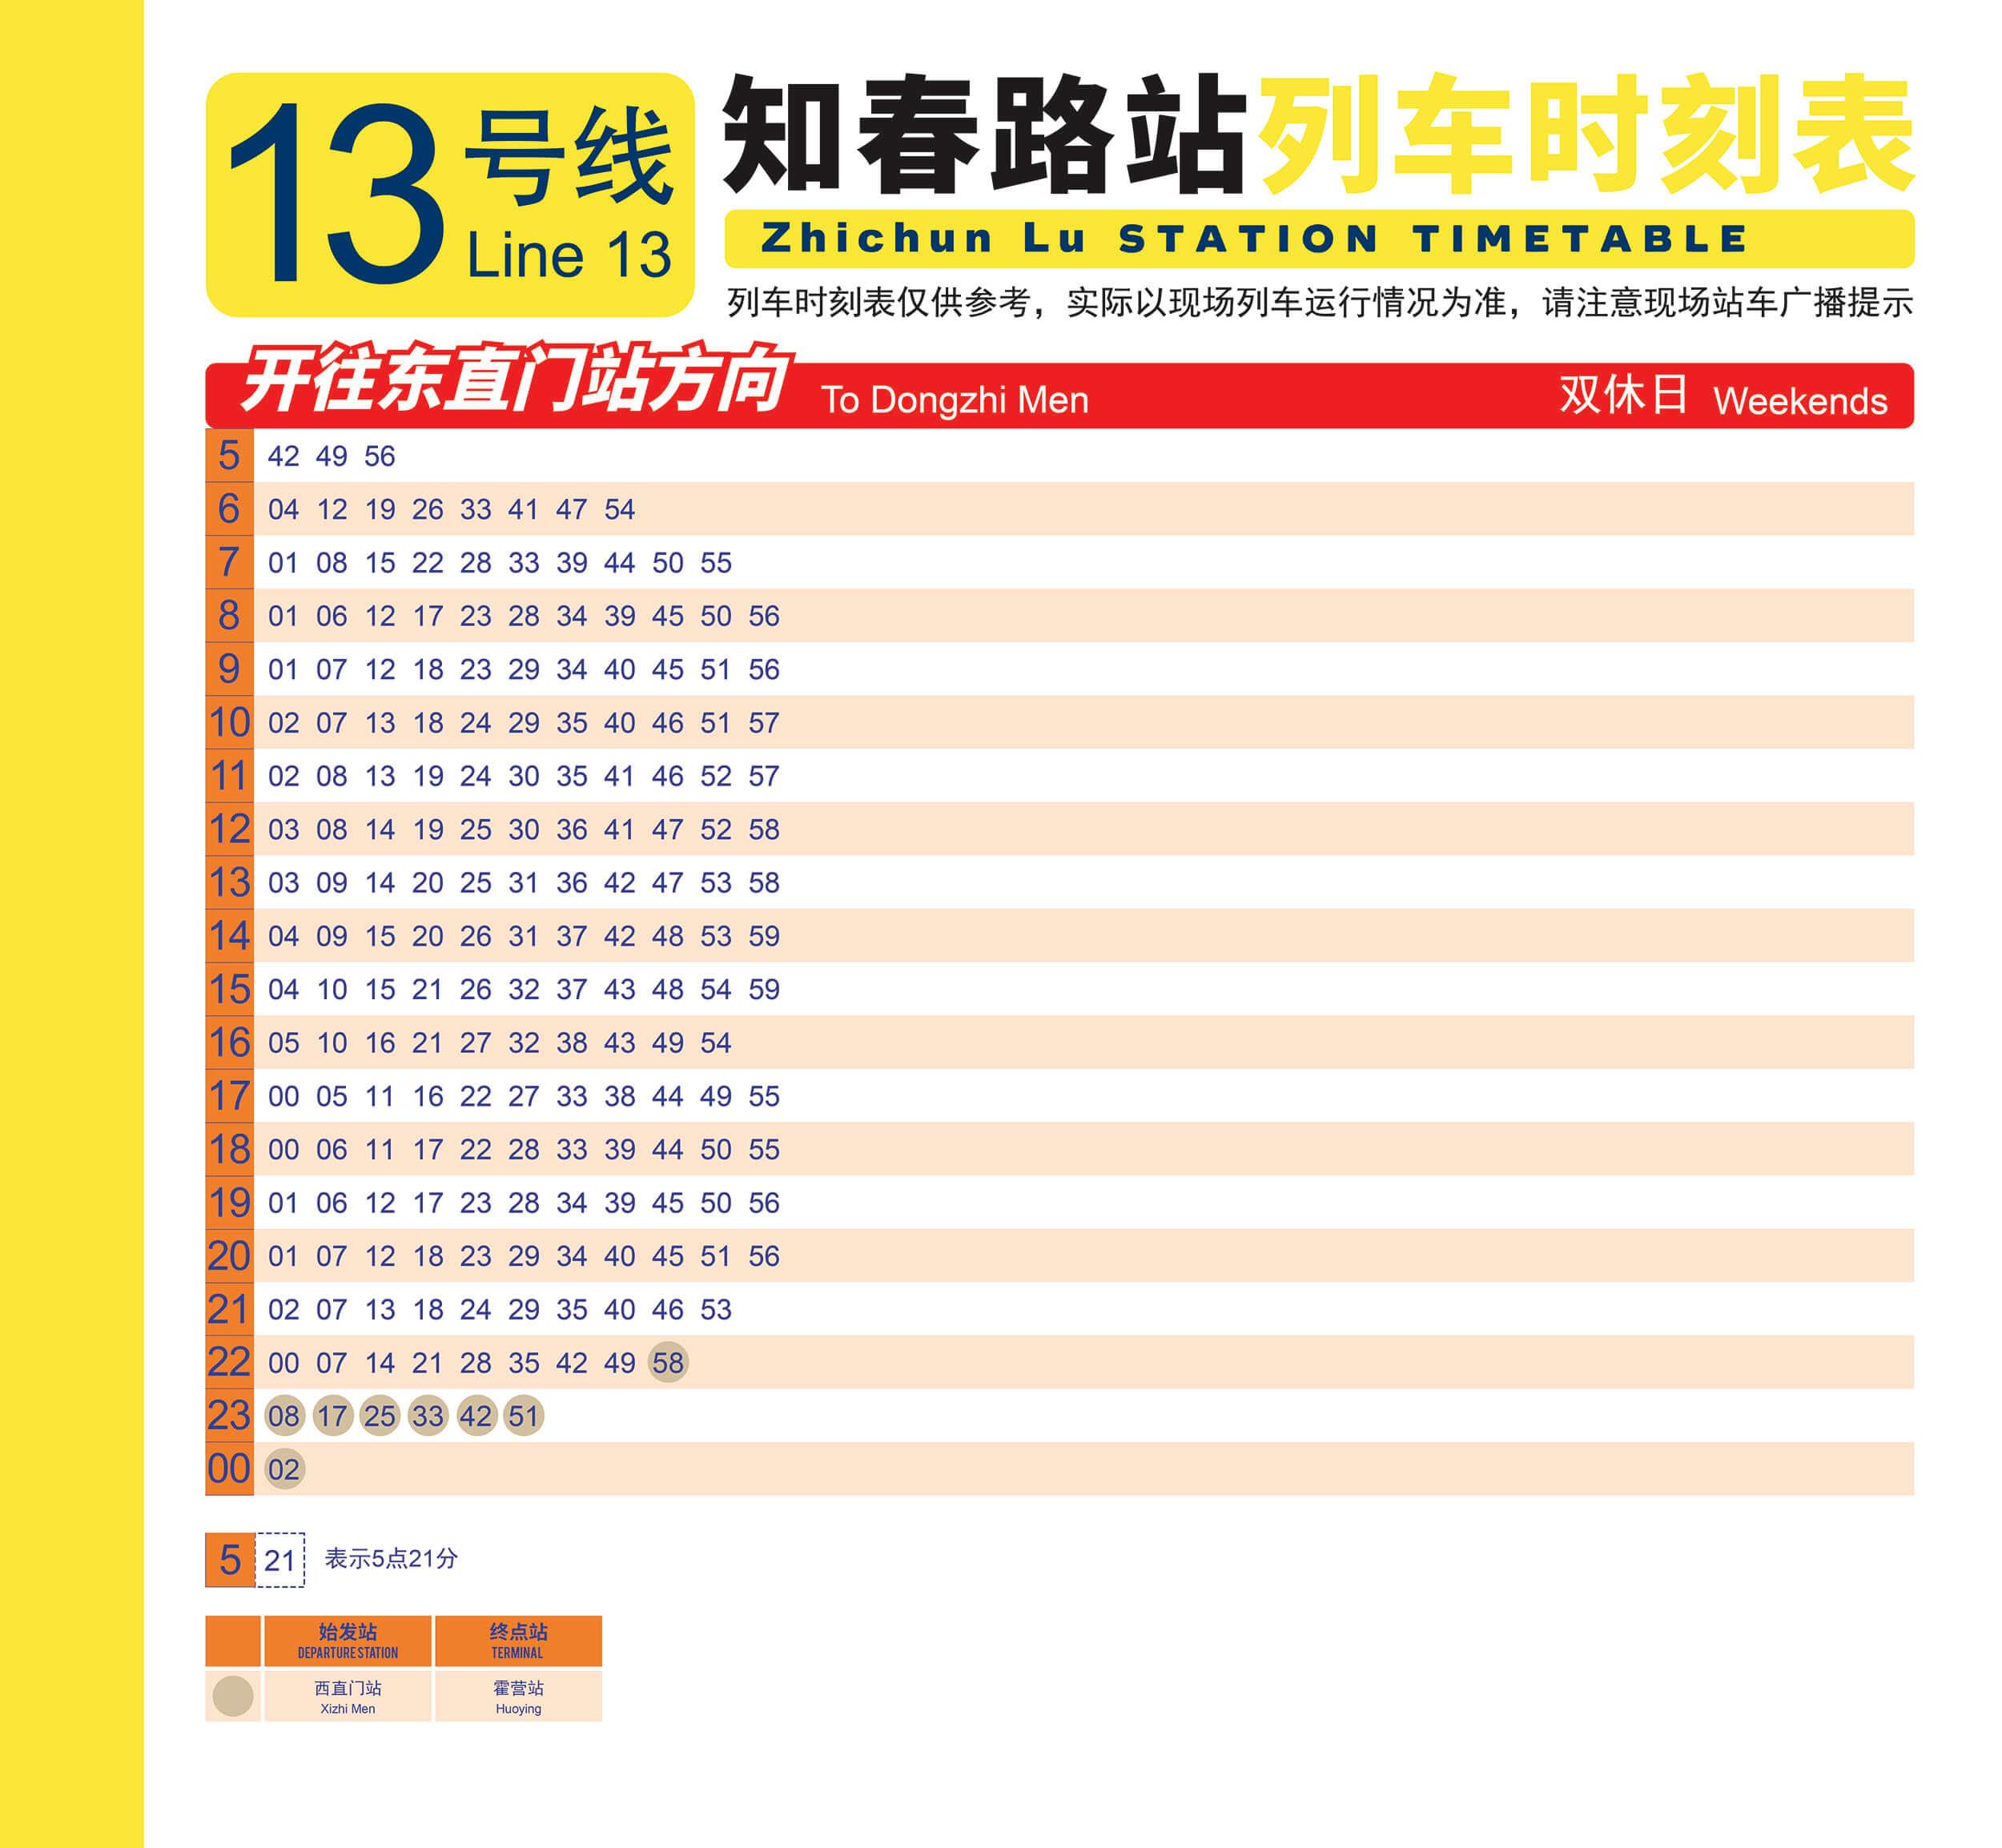 13号线
Line 13
知春路站列车时刻表
Zhichun Lu STATION TIMETABLE
列车时刻表仅供参考，实际以现场列车运行情况为准，请注意现场站车广播提示
开往东直门站方向 To Dongzhi Men 双休日 Weekends
5 42 49 56
6 04 12 19 26 33 41 47 54
7 01 08 15 22 28 33 39 44 50 55
8 01 06 12 17 23 28 34 39 45 50 56
9 01 07 12 18 23 29 34 40 45 51 56
10 02 07 13 18 24 29 35 40 46 51 57
11 02 08 13 19 24 30 35 41 46 52 57
12 03 08 14 19 25 30 36 41 47 52 58
13 03 09 14 20 25 31 36 42 47 53 58
14 04 09 15 20 26 31 37 42 48 53 59
15 04 10 15 21 26 32 37 43 48 54 59
16 05 10 16 21 27 32 38 43 49 54
17 00 05 11 16 22 27 33 38 44 49 55
18 00 06 11 17 22 28 33 39 44 50 55
19 01 06 12 17 23 28 34 39 45 50 56
20 01 07 12 18 23 29 34 40 45 51 56
21 02 07 13 18 24 29 35 40 46 53
22 00 07 14 21 28 35 42 49 58
23 08 17 25 33 42 51
00 02
5 21 表示5点21分
始发站 终点站
DEPARTURE STATION TERMINAL
西直门站 霍营站
Xizhi Men Huoying